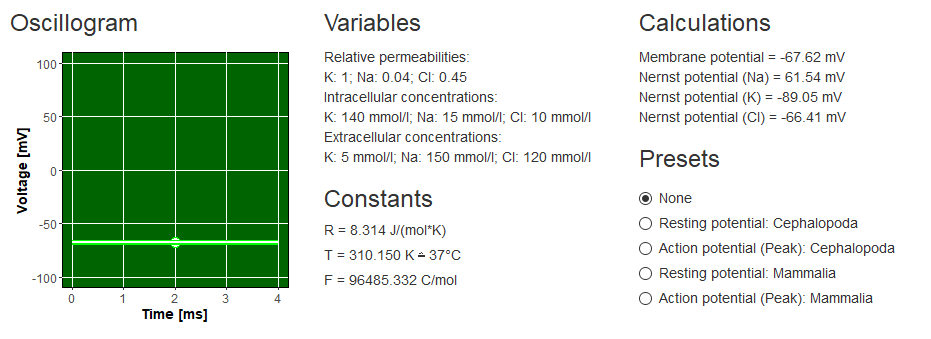 Oscillogram
100
50
0
-50
-100
Voltage [mV]
0 1 2 3 4
Time [ms]
Variables
Relative permeabilities:
K: 1; Na: 0.04; Cl: 0.45
Intracellular concentrations:
K: 140 mmol/l; Na: 15 mmol/l; Cl: 10 mmol/l
Extracellular concentrations:
K: 5 mmol/l; Na: 150 mmol/l; Cl: 120 mmol/l
Constants
R = 8.314 J/(mol*K)
T = 310.150 K ≙ 37°C
F = 96485.332 C/mol
Calculations
Membrane potential = -67.62 mV
Nernst potential (Na) = 61.54 mV
Nernst potential (K) = -89.05 mV
Nernst potential (Cl) = -66.41 mV
Presets
None
Resting potential: Cephalopoda
Action potential (Peak): Cephalopoda
Resting potential: Mammalia
Action potential (Peak): Mammalia